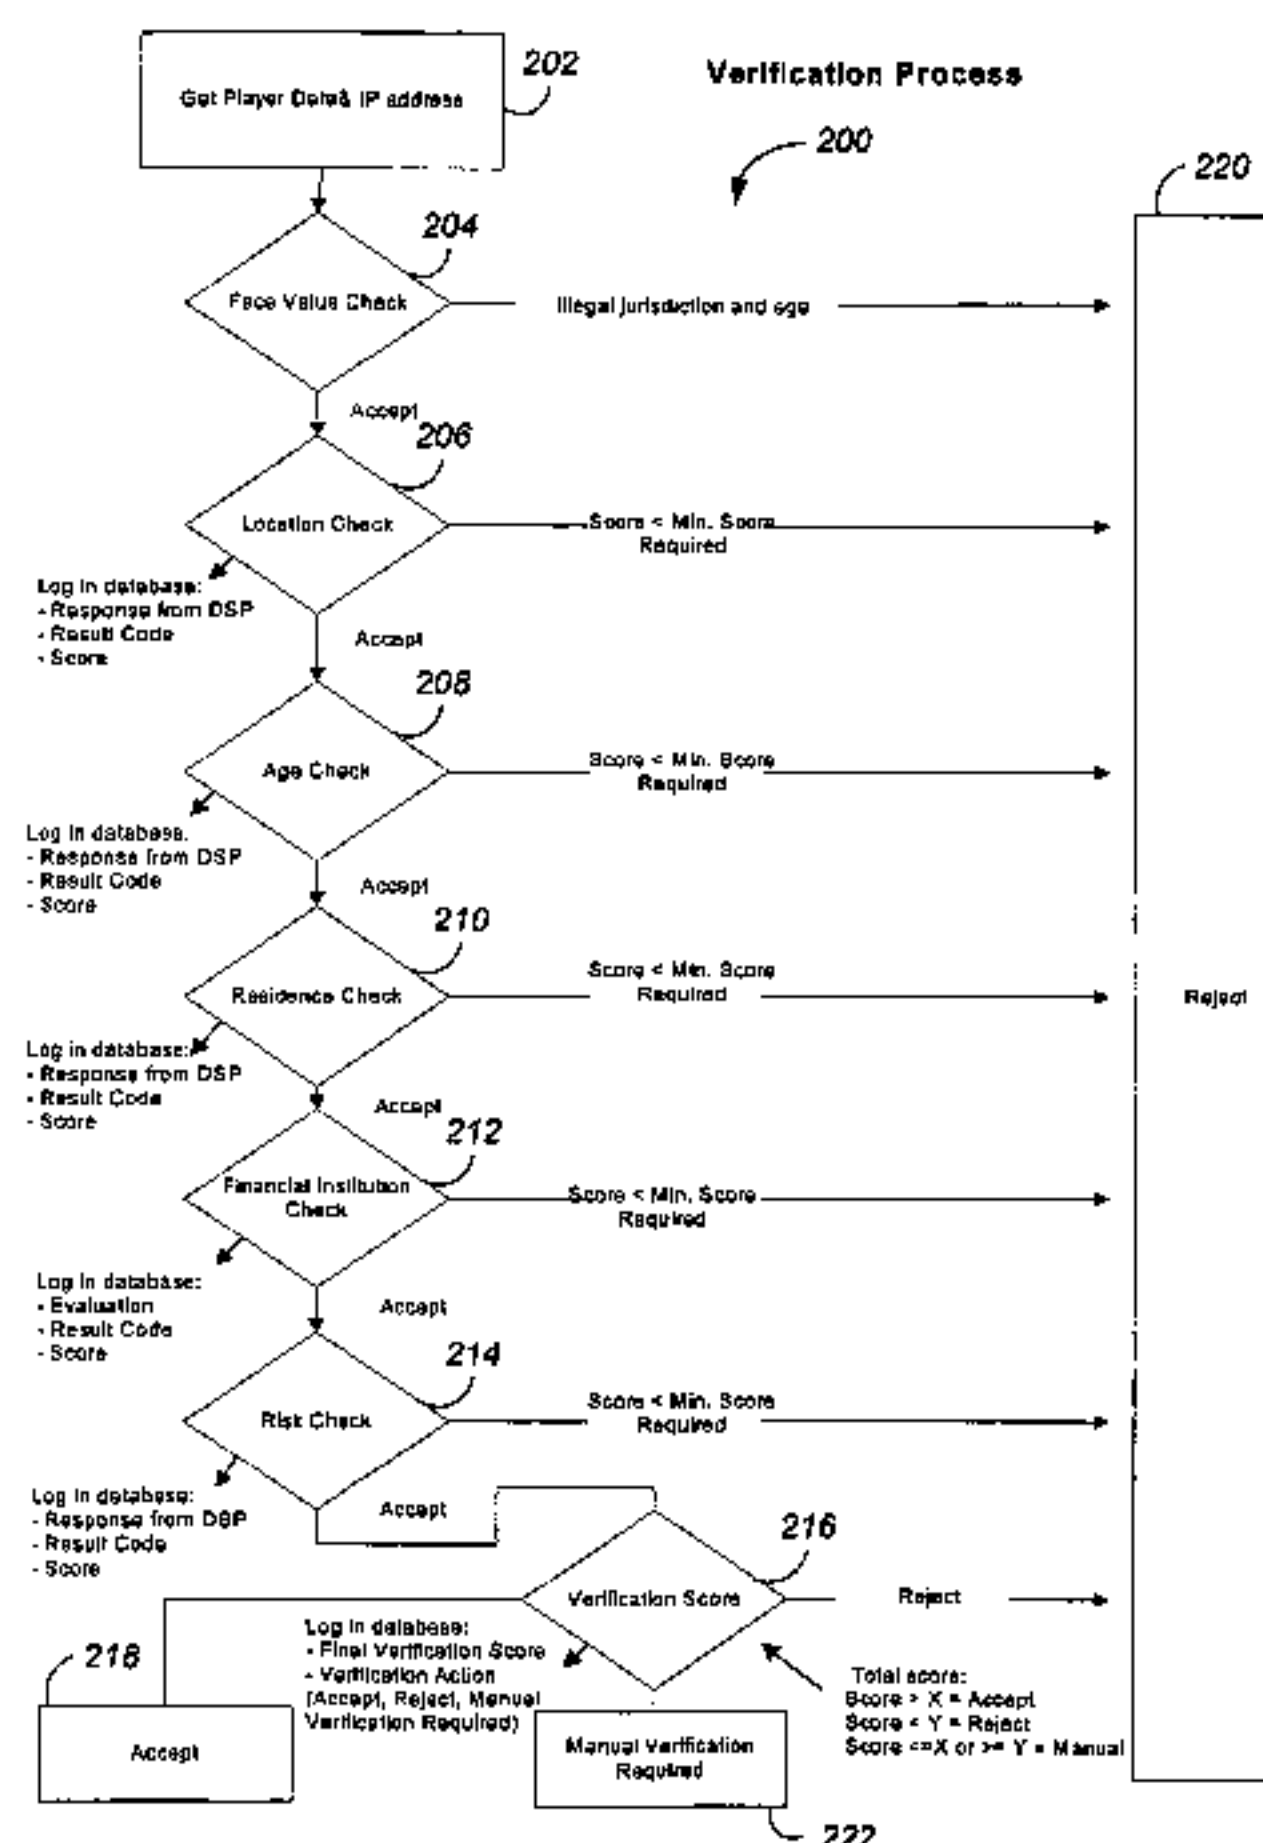 202
Verification Process
Get Player Data& IP address
200
220
204
Face Value Check
Illegal jurisdiction and age
Accept
206
Location Check
Score < Min. Score
Required
Log in database:
- Response from DSP
- Result Code
- Score
Accept
208
Age Check
Score < Min. Score
Required
Log in database:
- Response from DSP
- Result Code
- Score
Accept
210
Residence Check
Score < Min. Score
Required
Reject
Log in database:
- Response from DSP
- Result Code
- Score
Accept
212
Financial Institution
Check
Score < Min. Score
Required
Log in database:
- Evaluation
- Result Code
- Score
Accept
214
Risk Check
Score < Min. Score
Required
Log in database:
- Response from DSP
- Result Code
- Score
Accept
216
Verification Score
Reject
Log in database:
- Final Verification Score
- Verification Action
(Accept, Reject, Manual
Verification Required)
Total score:
Score > X = Accept
Score < Y = Reject
Score <=X or >= Y = Manual
218
Accept
Manual Verification
Required
222